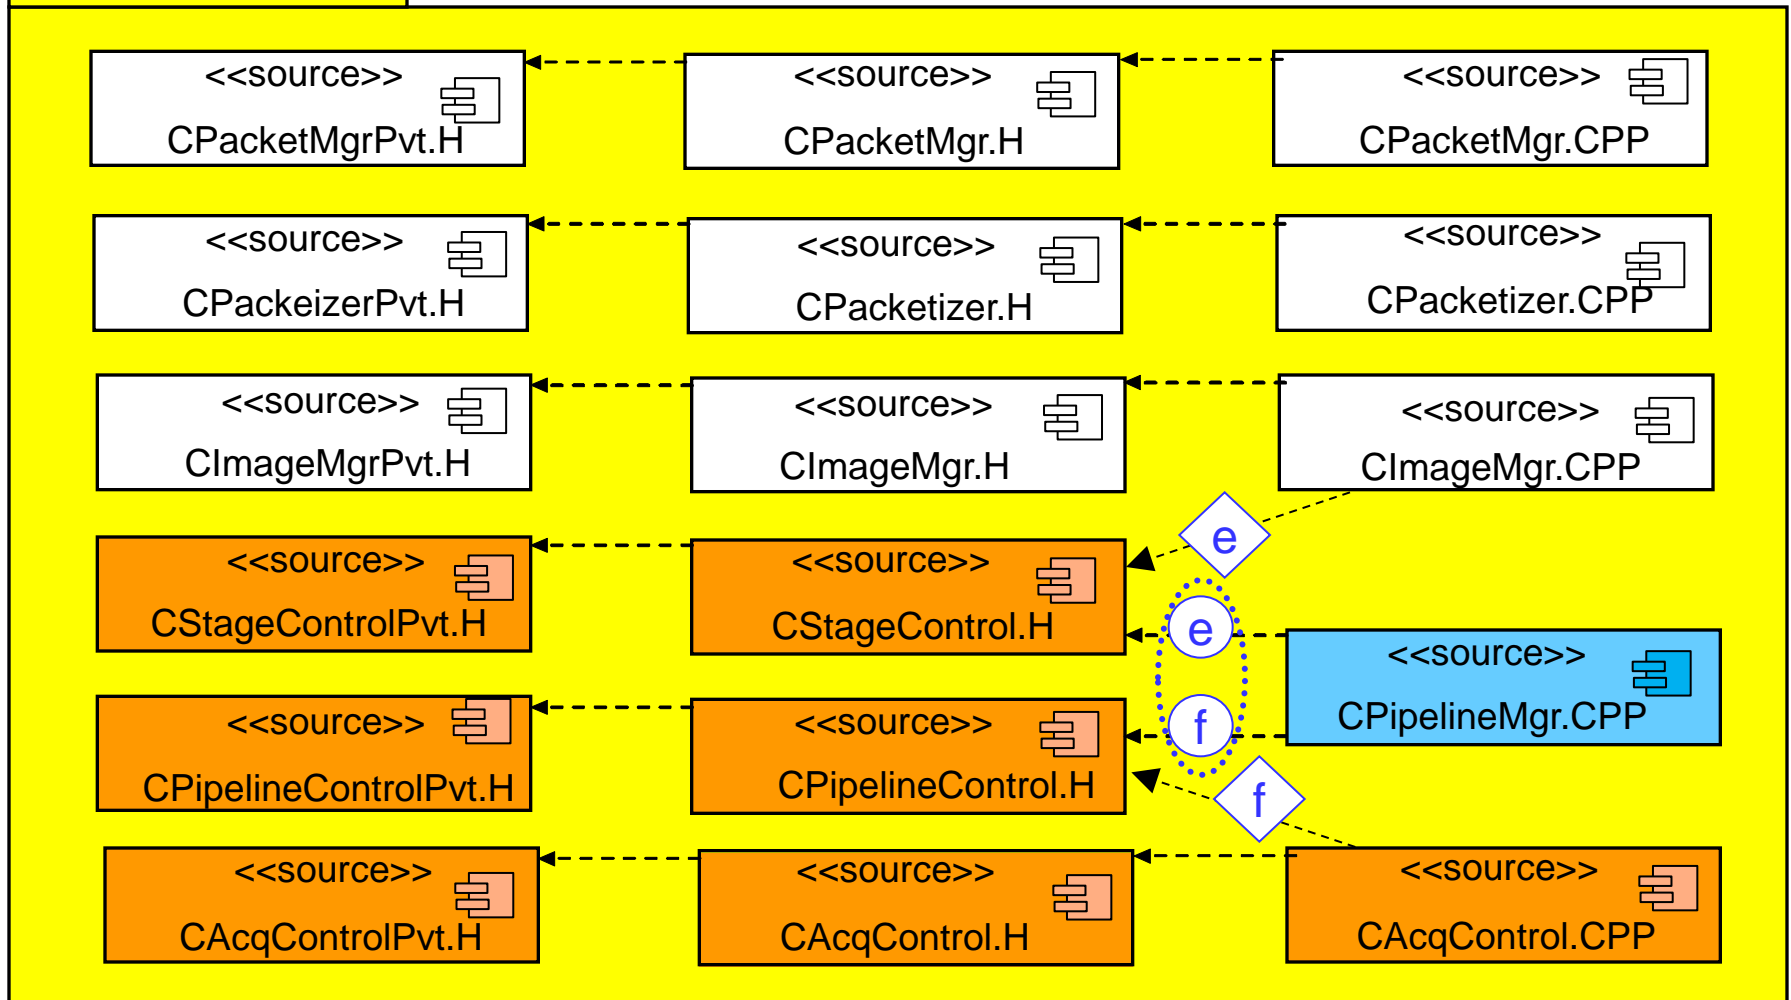 <<source>>
CPacketMgrPvt.H
<<source>>
CPacketMgr.H
<<source>>
CPacketMgr.CPP
<<source>>
CPackeizerPvt.H
<<source>>
CPacketizer.H
<<source>>
CPacketizer.CPP
<<source>>
CImageMgrPvt.H
<<source>>
CImageMgr.H
<<source>>
CImageMgr.CPP
e
<<source>>
CStageControlPvt.H
<<source>>
CStageControl.H
e
<<source>>
CPipelineMgr.CPP
<<source>>
CPipelineControlPvt.H
<<source>>
CPipelineControl.H
f
f
<<source>>
CAcqControlPvt.H
<<source>>
CAcqControl.H
<<source>>
CAcqControl.CPP